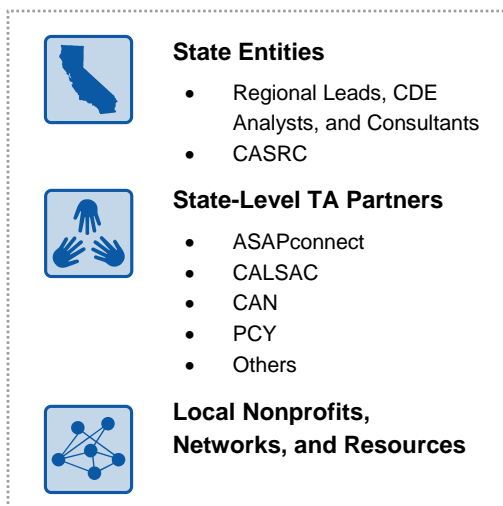 State Entities
• Regional Leads, CDE
Analysts, and Consultants
• CASRC
State-Level TA Partners
• ASAPconnect
• CALSAC
• CAN
• PCY
• Others
Local Nonprofits,
Networks, and Resources